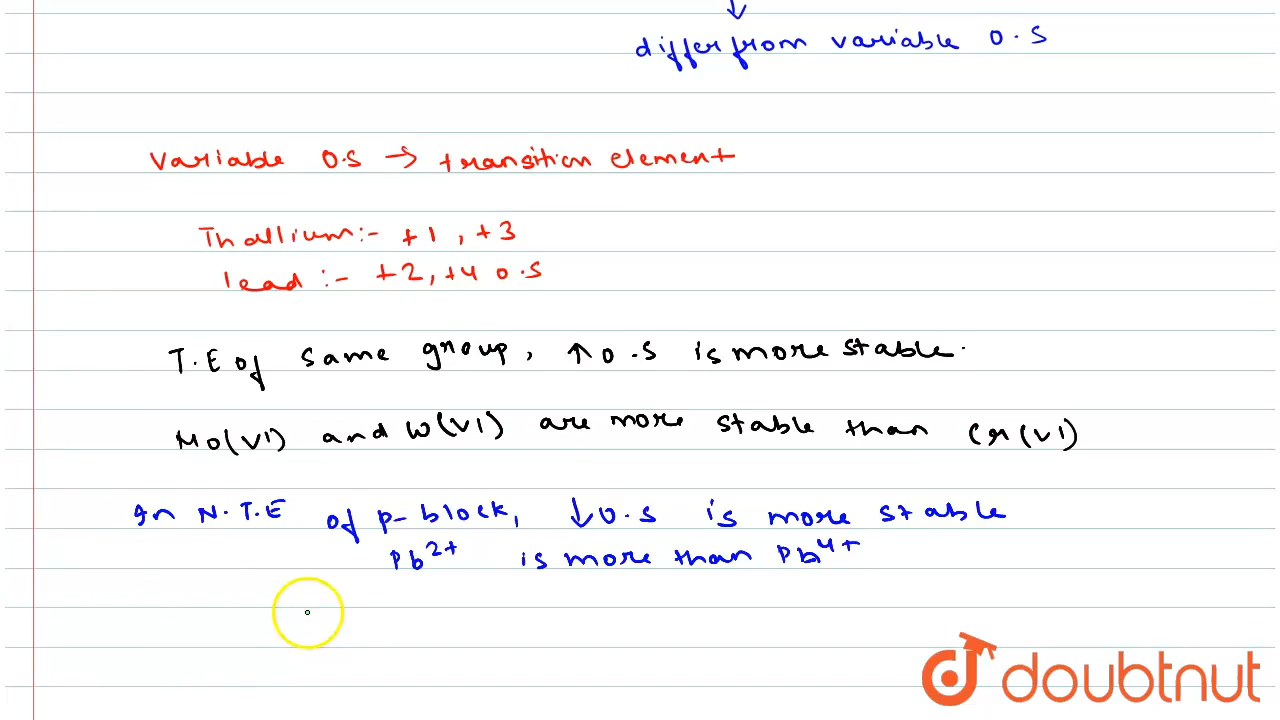 differ from variable O.S
Variable O.S → transition element
Thallium:- +1, +3
lead :- +2, +4 O.S
T.E of same group, ↑ O.S is more stable.
Mo(VI) and W(VI) are more stable than Cr(VI)
In N.T.E of p-block, ↓ O.S is more stable
Pb2+ is more than Pb4+
doubtnut